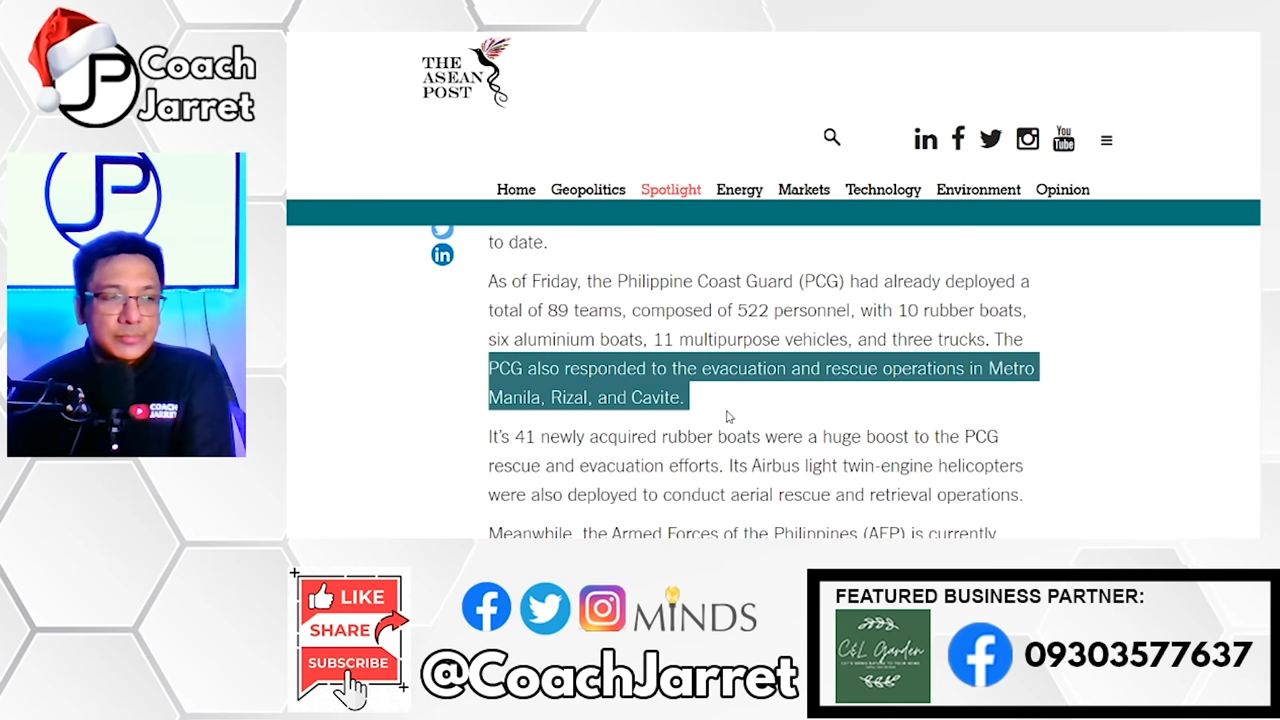 Coach
Jarret
THE
ASEAN
POST
You
Tube
Home Geopolitics Spotlight Energy Markets Technology Environment Opinion
to date.
As of Friday, the Philippine Coast Guard (PCG) had already deployed a
total of 89 teams, composed of 522 personnel, with 10 rubber boats,
six aluminium boats, 11 multipurpose vehicles, and three trucks. The
PCG also responded to the evacuation and rescue operations in Metro
Manila, Rizal, and Cavite.
It's 41 newly acquired rubber boats were a huge boost to the PCG
rescue and evacuation efforts. Its Airbus light twin-engine helicopters
were also deployed to conduct aerial rescue and retrieval operations.
Meanwhile, the Armed Forces of the Philippines (AFP) is currently
COACH
JARRET
LIKE
SHARE
SUBSCRIBE
MINDS
@CoachJarret
FEATURED BUSINESS PARTNER:
C&L Garden
09303577637